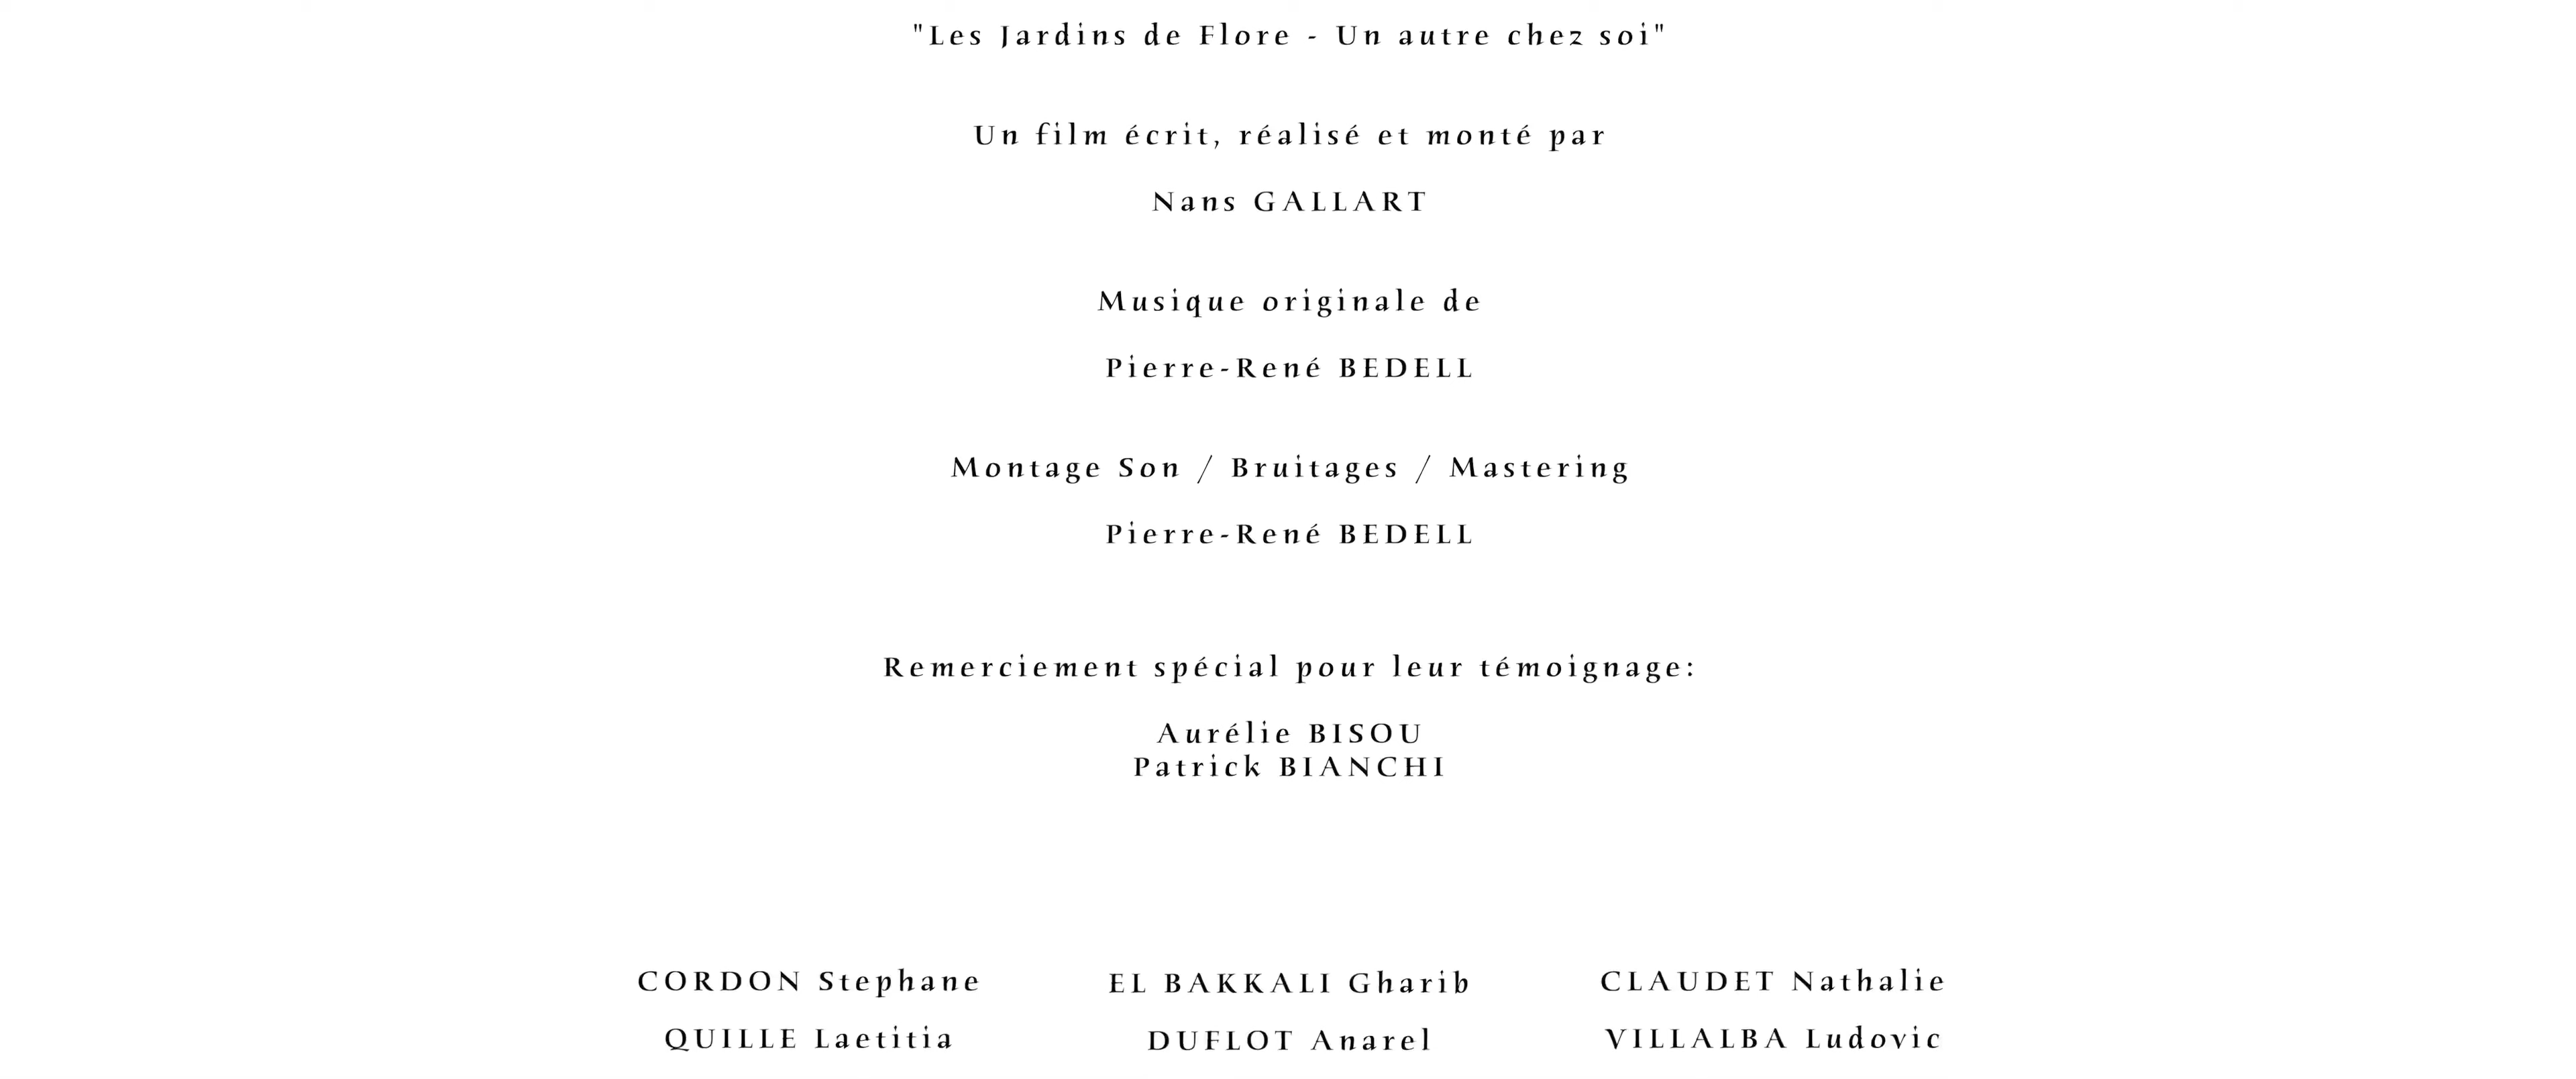 "Les Jardins de Flore - Un autre chez soi"
Un film écrit, réalisé et monté par
Nans GALLART
Musique originale de
Pierre-René BEDELL
Montage Son / Bruitages / Mastering
Pierre-René BEDELL
Remerciement spécial pour leur témoignage:
Aurélie BISOU
Patrick BIANCHI
CORDON Stephane EL BAKKALI Gharib CLAUDET Nathalie
QUILLE Laetitia DUFLOT Anarel VILLALBA Ludovic